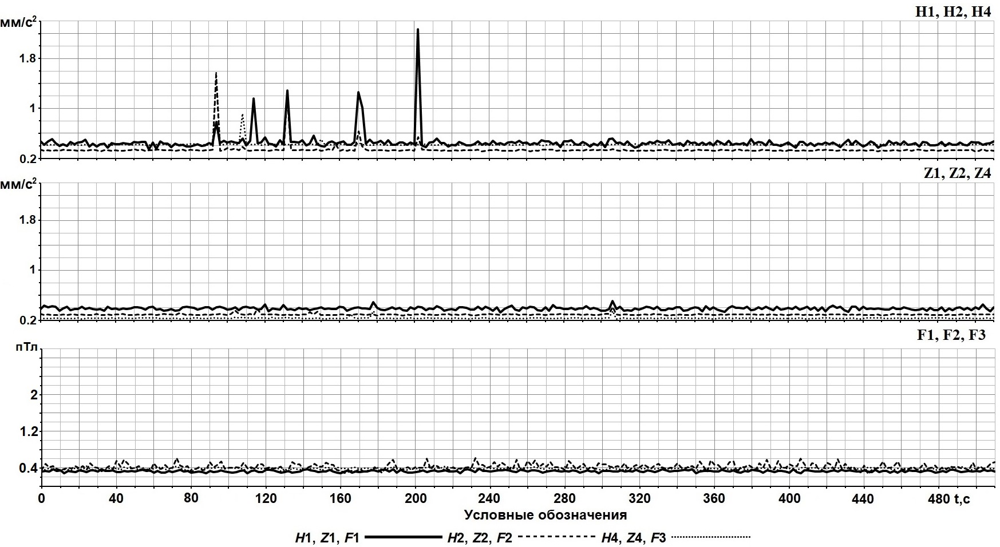 H1, H2, H4
мм/с²
1.8
1
0.2
Z1, Z2, Z4
мм/с²
1.8
1
0.2
F1, F2, F3
пТл
2
1.2
0.4
0 40 80 120 160 200 240 280 320 360 400 440 480 t,c
Условные обозначения
H1, Z1, F1 H2, Z2, F2 H4, Z4, F3